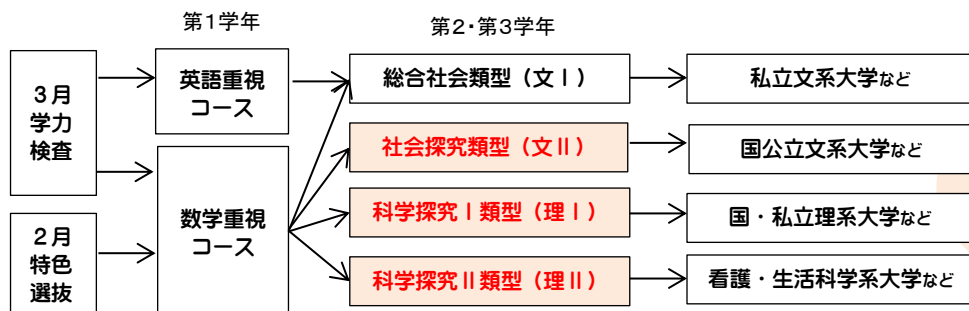 第1学年
第2・第3学年
3月
学力
検査
2月
特色
選抜
英語重視
コース
数学重視
コース
総合社会類型（文Ⅰ）
社会探究類型（文Ⅱ）
科学探究Ⅰ類型（理Ⅰ）
科学探究Ⅱ類型（理Ⅱ）
私立文系大学など
国公立文系大学など
国・私立理系大学など
看護・生活科学系大学など